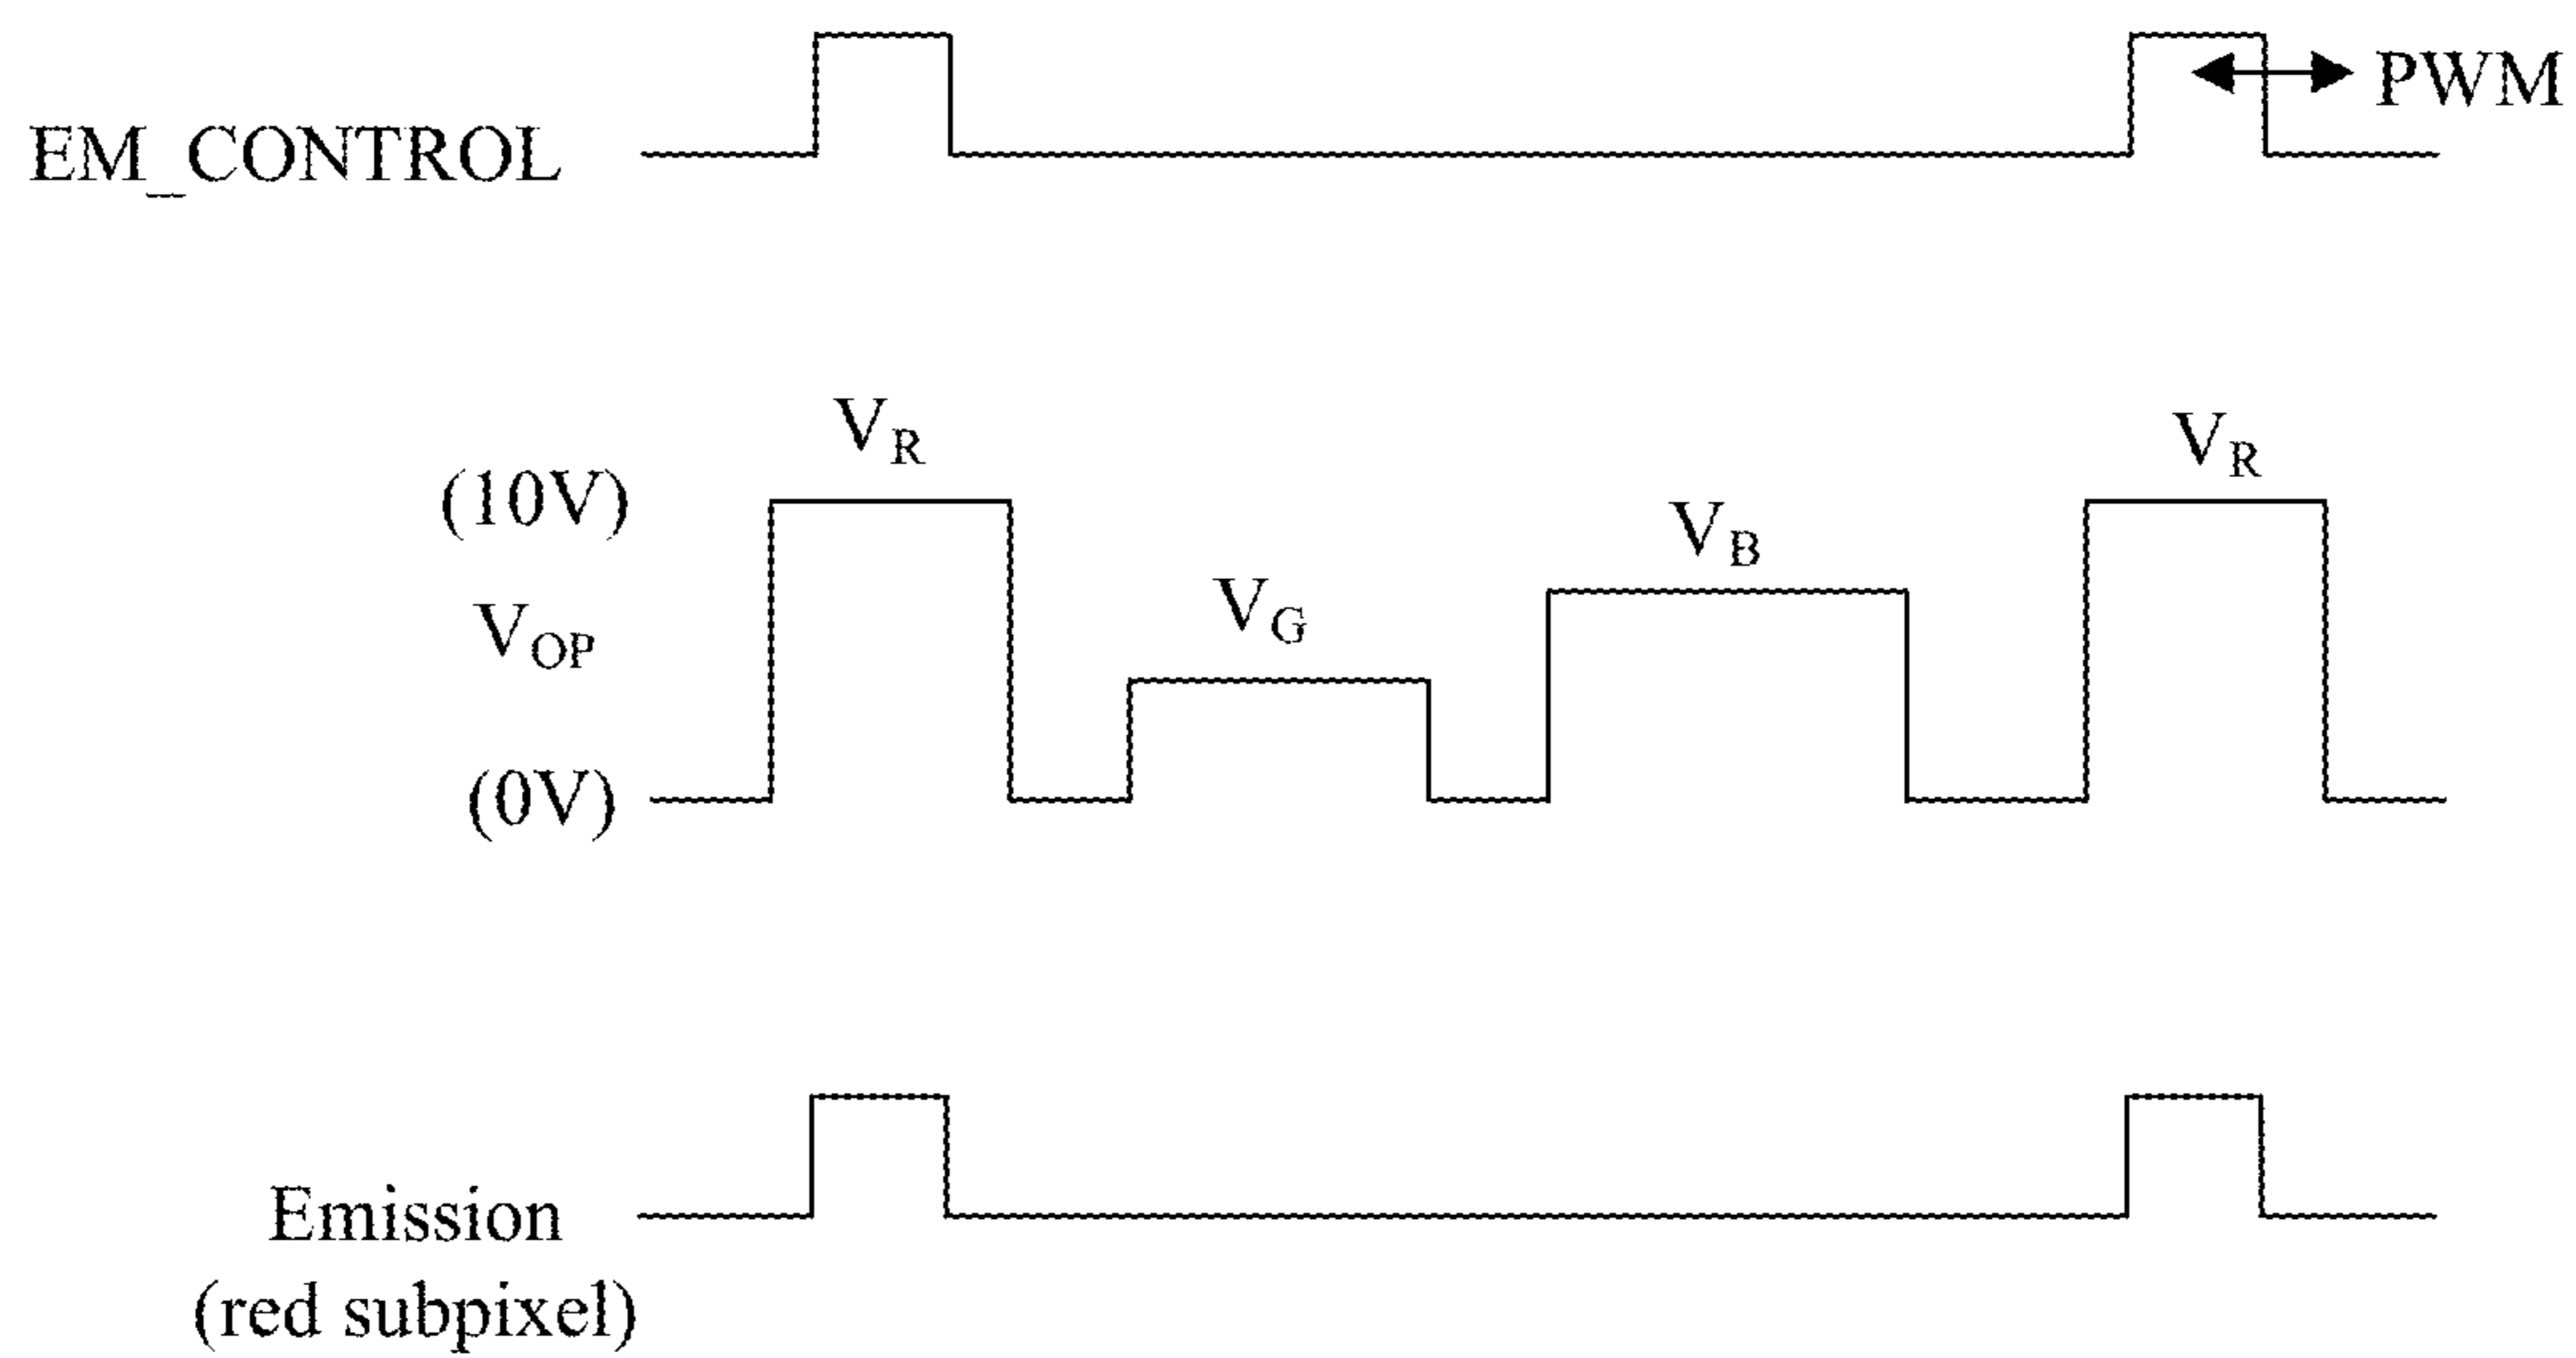 PWM
EM_CONTROL
VR
VR
(10V)
VB
VG
VOP
(0V)
Emission
(red subpixel)